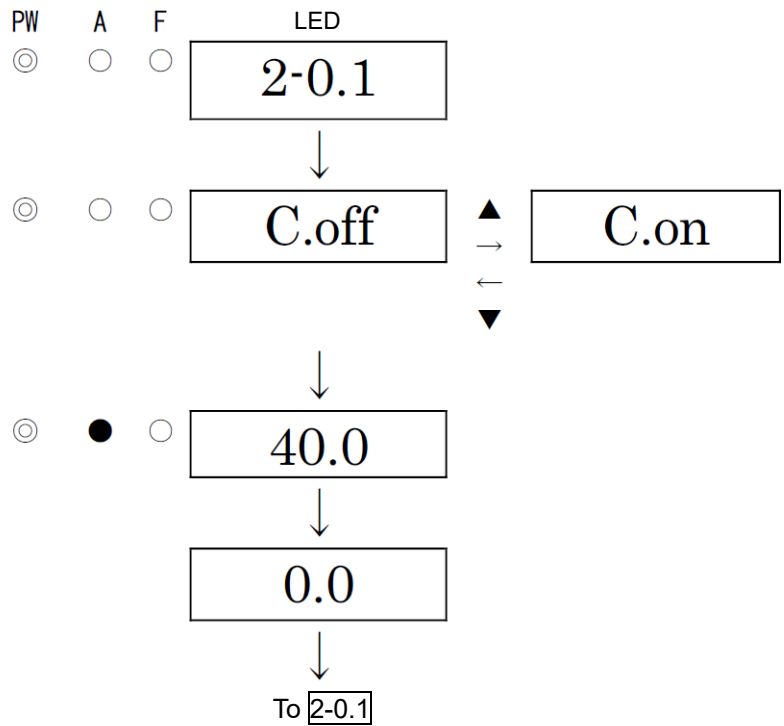 PW A F LED
2-0.1
C.off ▲ C.on
→
←
▼
40.0
0.0
To 2-0.1